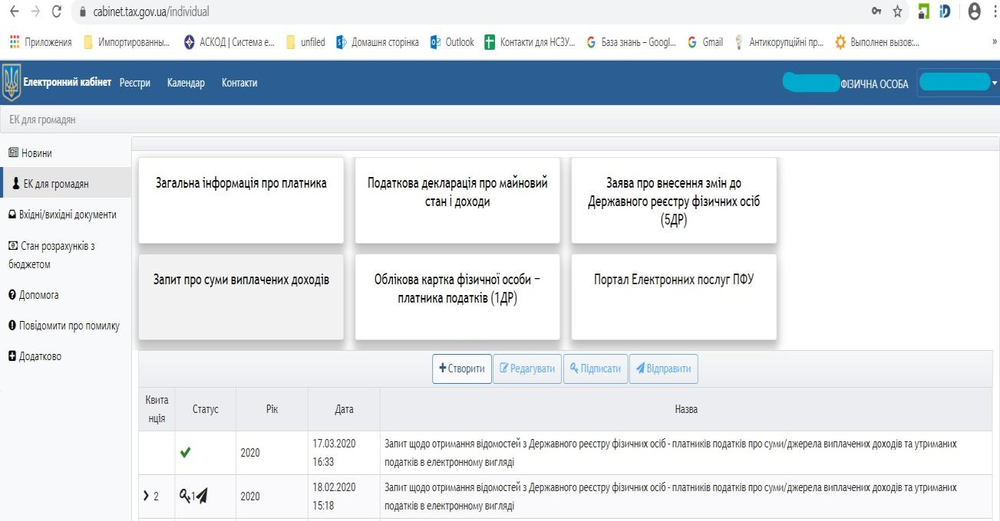 cabinet.tax.gov.ua/individual
Приложения Импортированны... АСКОД | Система е... unfiled Домашня сторінка Outlook Контакти для НСЗУ... База знань – Googl... Gmail Антикорупційні пр... Выполнен вызов:... »
Електронний кабінет Реєстри Календар Контакти ФІЗИЧНА ОСОБА
ЕК для громадян
Новини
ЕК для громадян
Вхідні/вихідні документи
Стан розрахунків з
бюджетом
Допомога
Повідомити про помилку
Додатково
Загальна інформація про платника
Податкова декларація про майновий
стан і доходи
Заява про внесення змін до
Державного реєстру фізичних осіб
(5ДР)
Запит про суми виплачених доходів
Облікова картка фізичної особи –
платника податків (1ДР)
Портал Електронних послуг ПФУ
Створити Редагувати Підписати Відправити
Квита
нція
Статус Рік Дата Назва
2020
17.03.2020
16:33
Запит щодо отримання відомостей з Державного реєстру фізичних осіб - платників податків про суми/джерела виплачених доходів та утриманих
податків в електронному вигляді
2 1 2020
18.02.2020
15:18
Запит щодо отримання відомостей з Державного реєстру фізичних осіб - платників податків про суми/джерела виплачених доходів та утриманих
податків в електронному вигляді